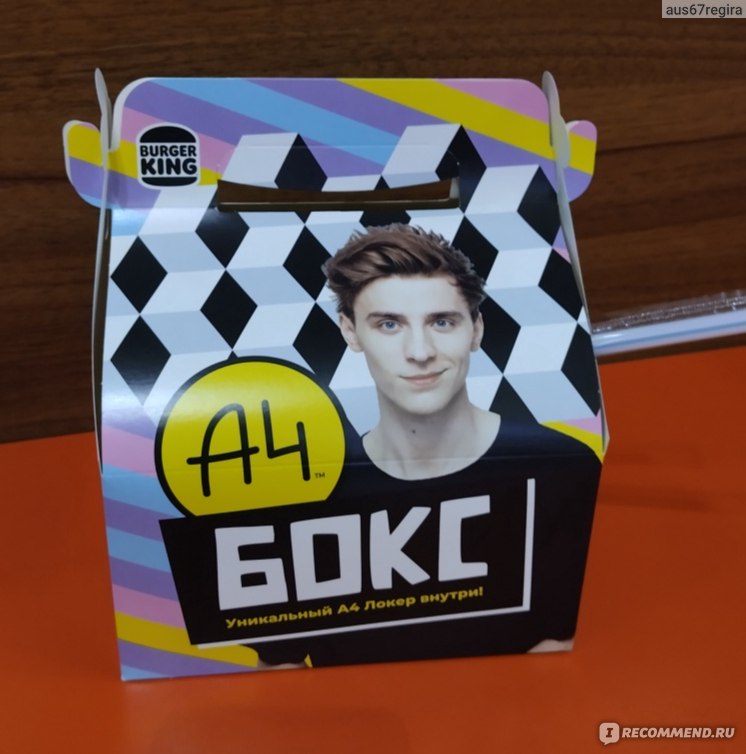 aus67regira
BURGER
KING
A4
™
БОКС
Уникальный А4 Локер внутри!
I RECOMMEND.RU